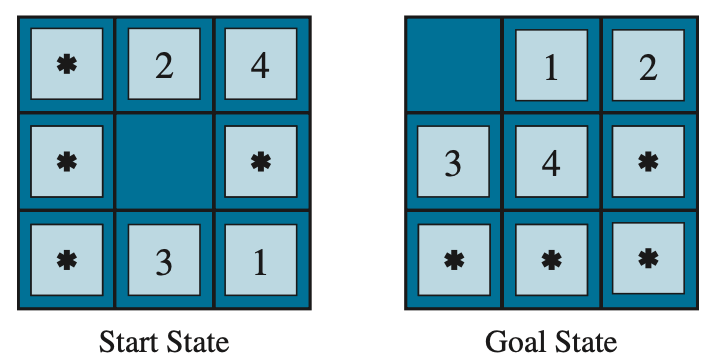 * 2 4 1 2
* * 3 4 *
* 3 1 * * *
Start State Goal State